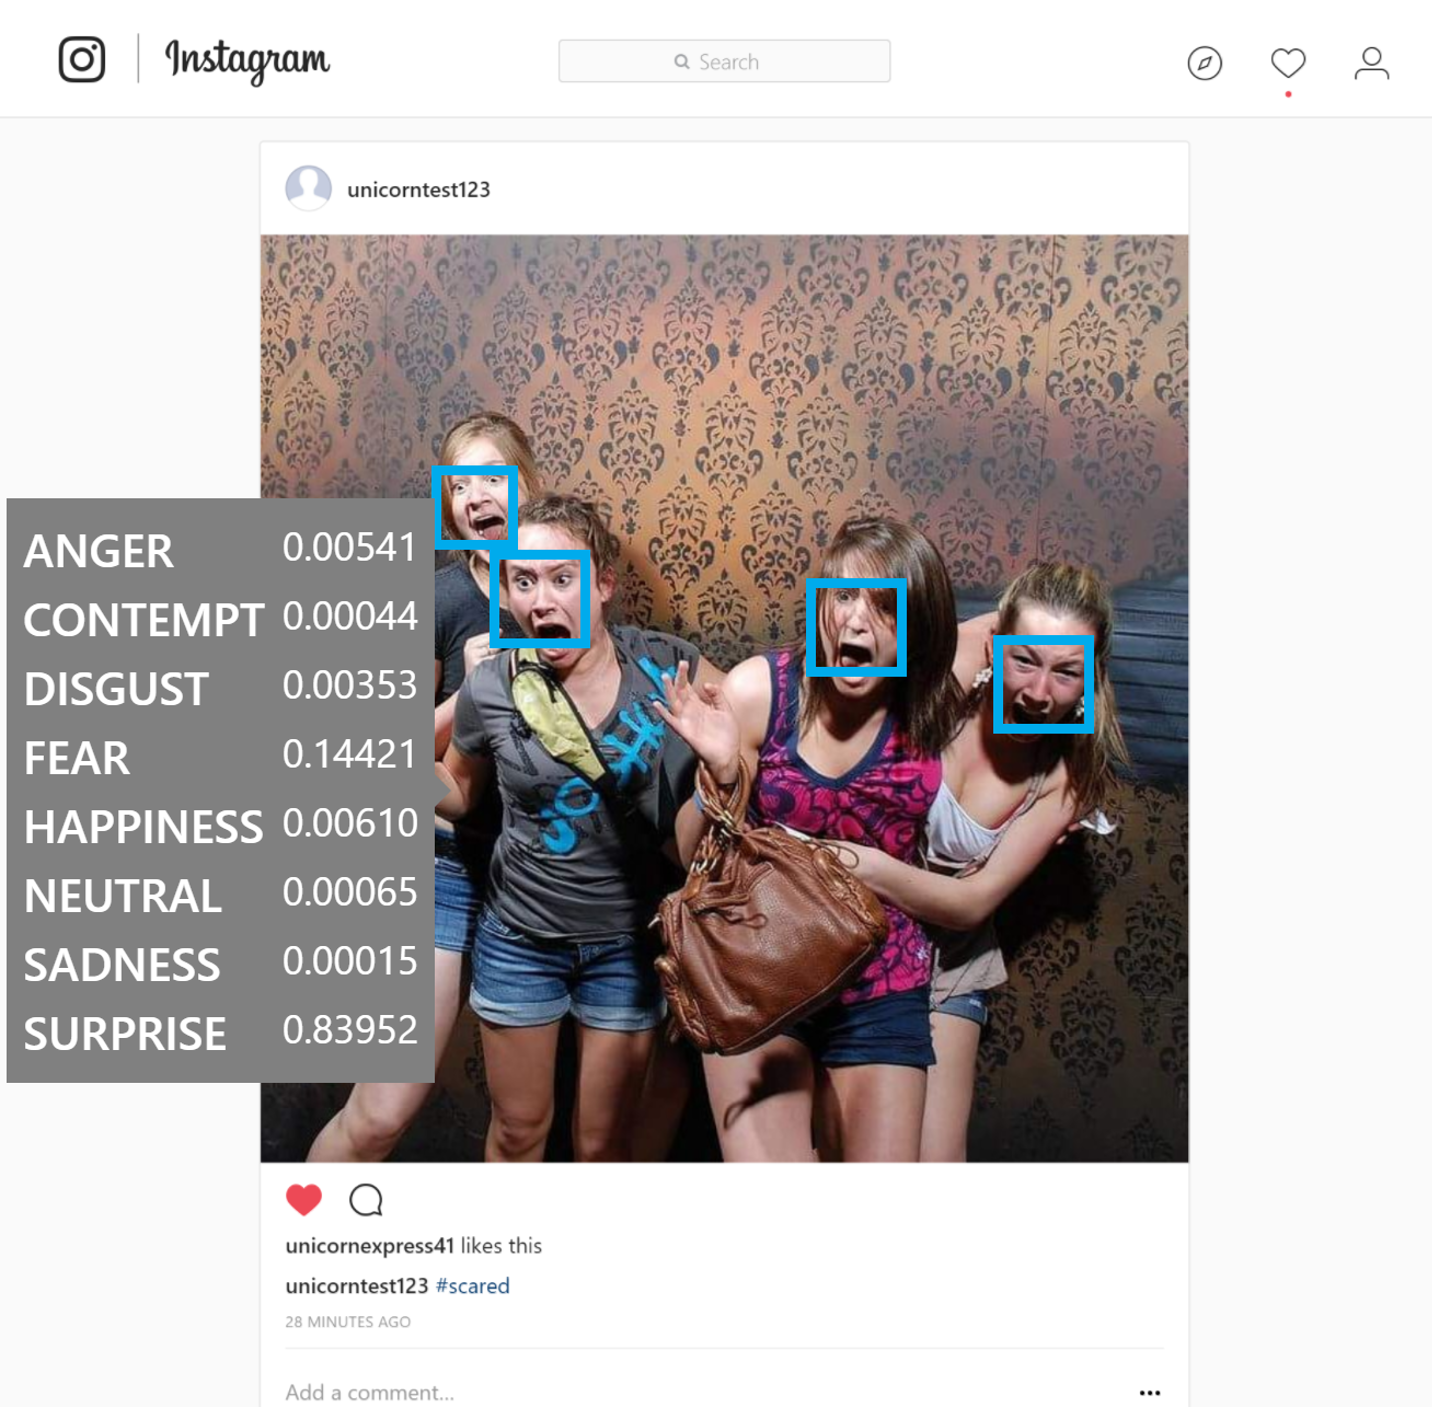 Instagram
Search
unicorntest123
ANGER 0.00541
CONTEMPT 0.00044
DISGUST 0.00353
FEAR 0.14421
HAPPINESS 0.00610
NEUTRAL 0.00065
SADNESS 0.00015
SURPRISE 0.83952
unicornexpress41 likes this
unicorntest123 #scared
28 MINUTES AGO
Add a comment...